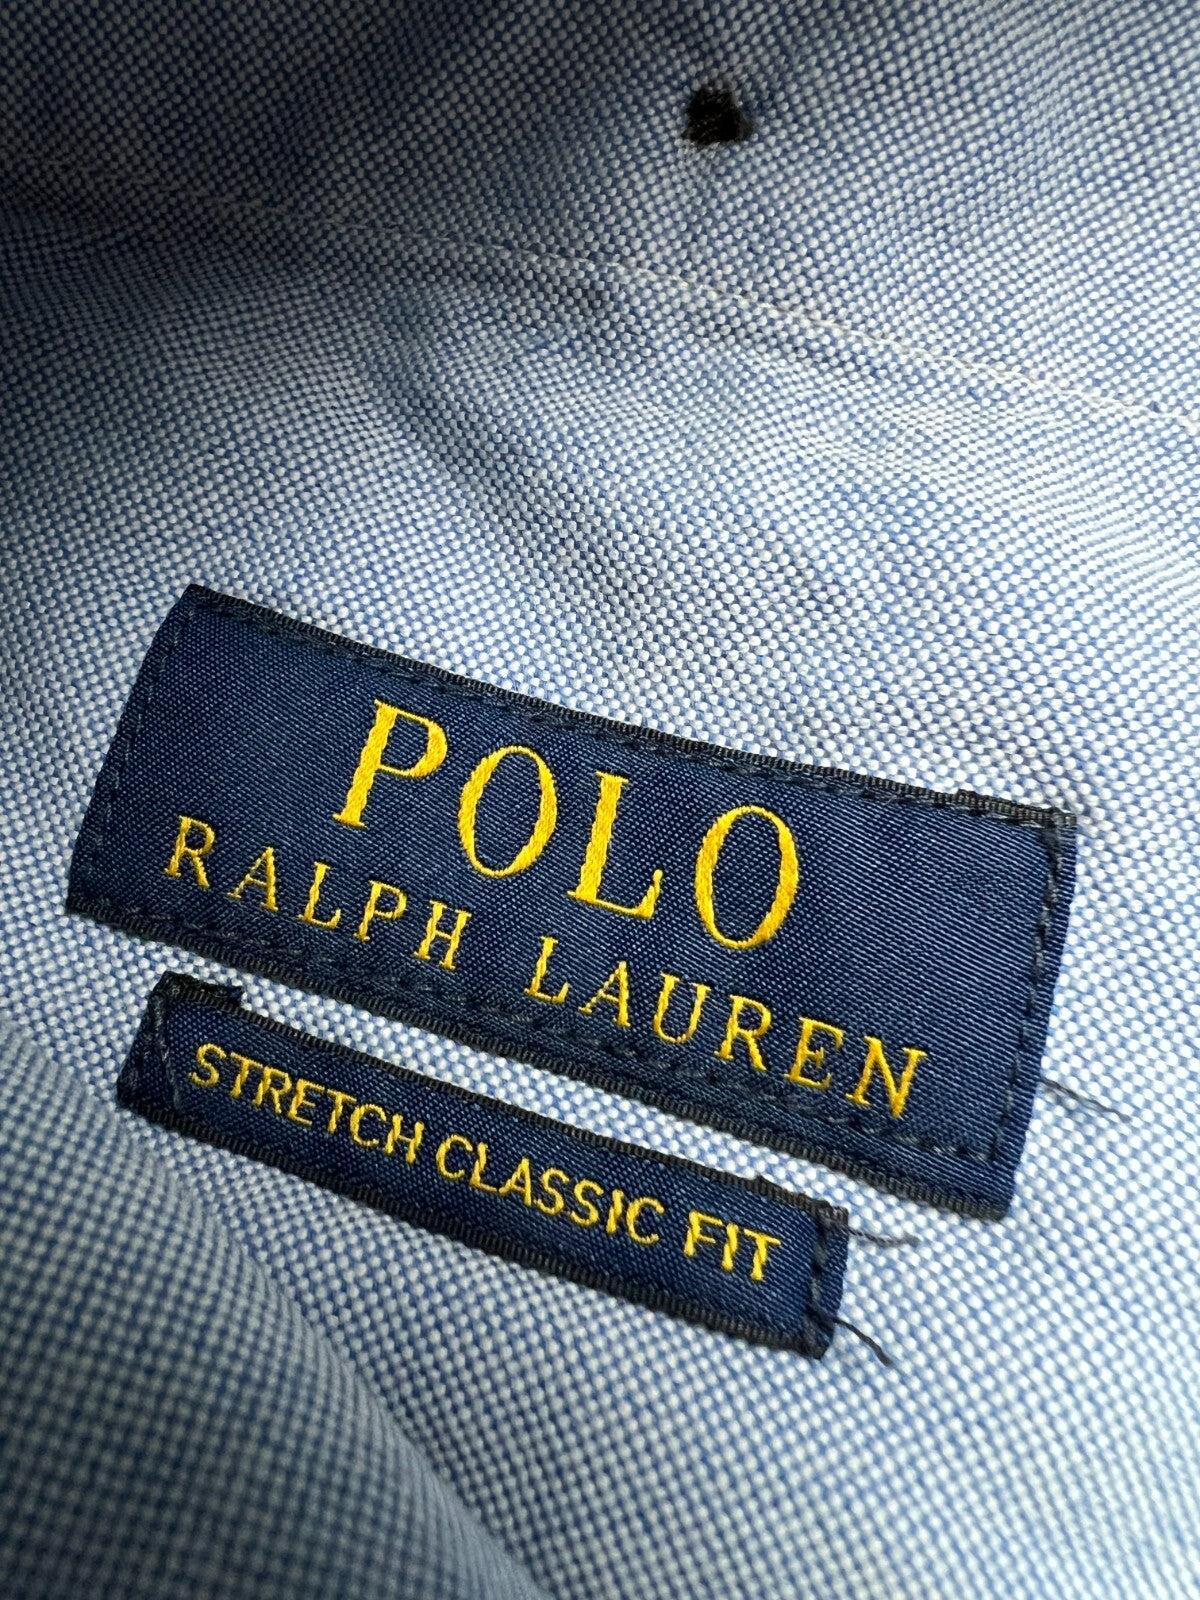 POLO
RALPH LAUREN
STRETCH CLASSIC FIT